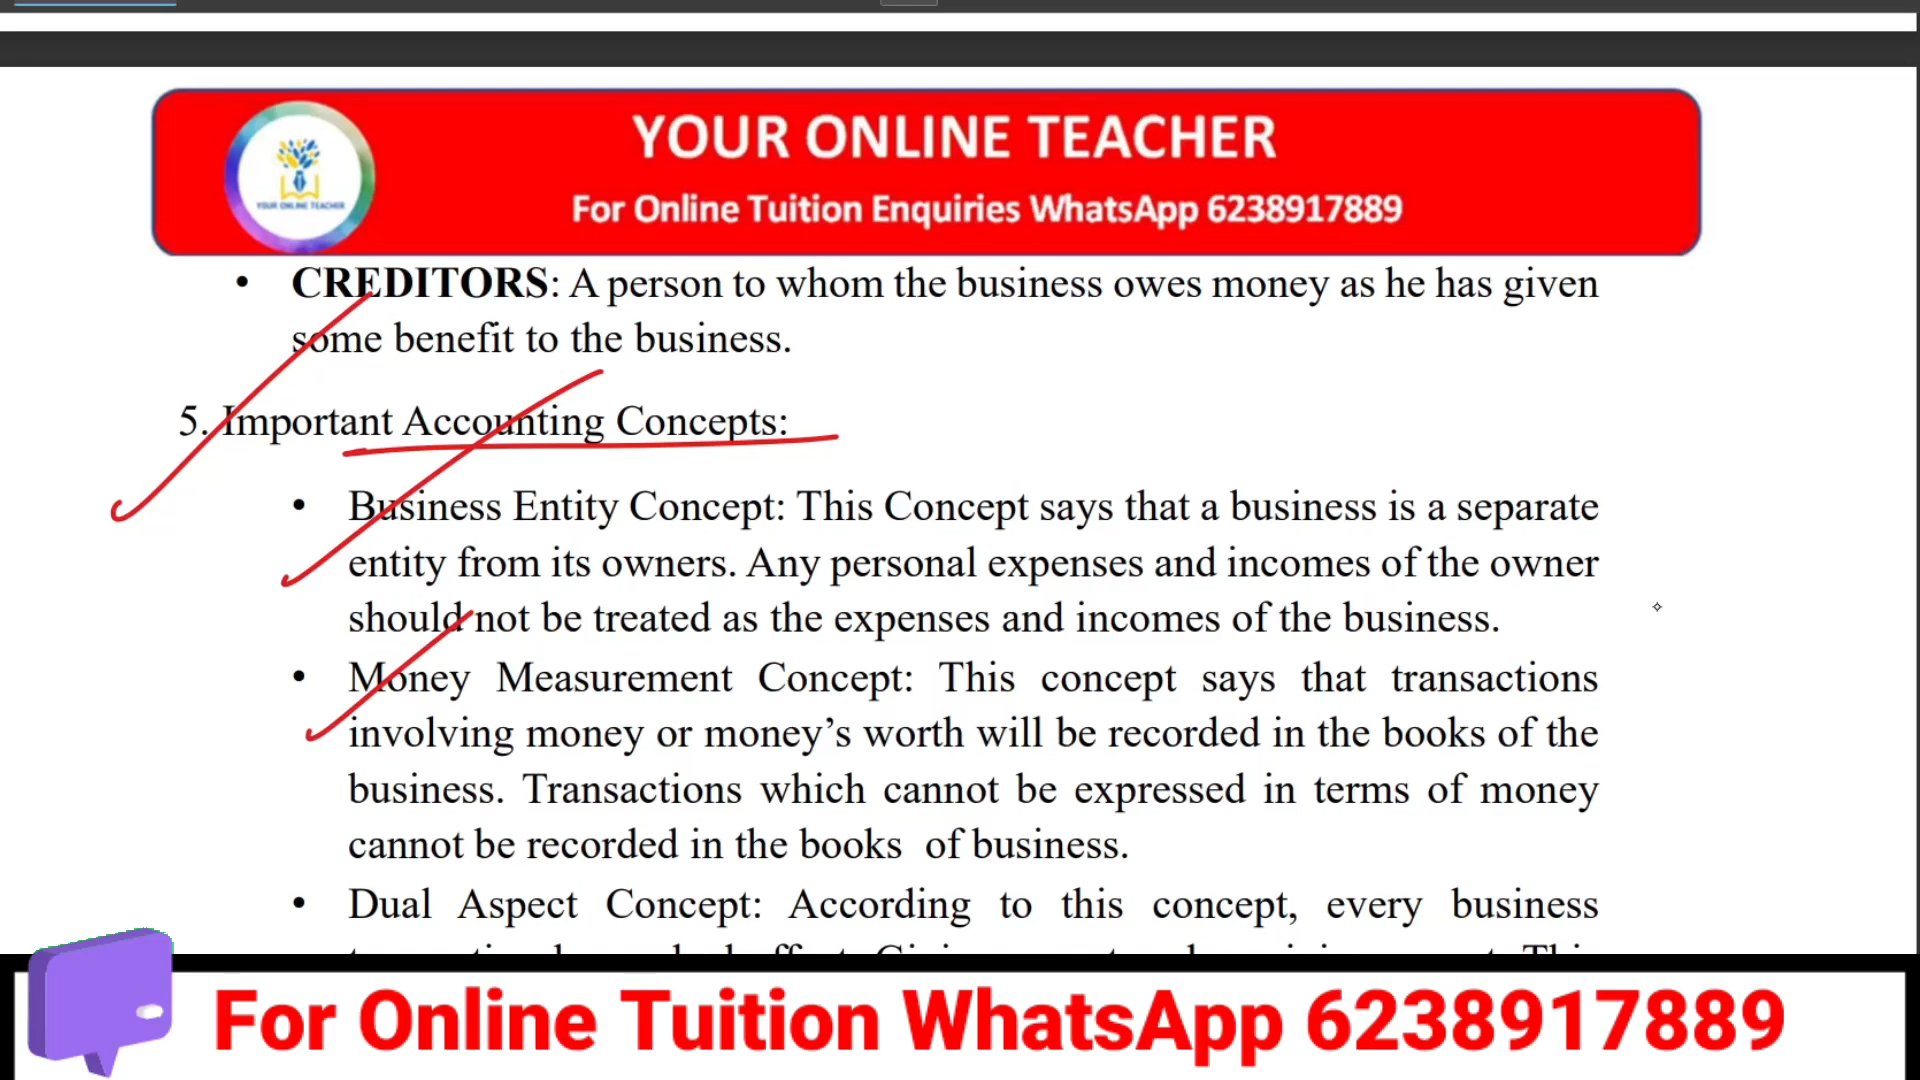 YOUR ONLINE TEACHER
For Online Tuition Enquiries WhatsApp 6238917889
YOUR ONLINE TEACHER
• CREDITORS: A person to whom the business owes money as he has given
some benefit to the business.
5. Important Accounting Concepts:
• Business Entity Concept: This Concept says that a business is a separate
entity from its owners. Any personal expenses and incomes of the owner
should not be treated as the expenses and incomes of the business.
• Money Measurement Concept: This concept says that transactions
involving money or money’s worth will be recorded in the books of the
business. Transactions which cannot be expressed in terms of money
cannot be recorded in the books of business.
• Dual Aspect Concept: According to this concept, every business
For Online Tuition WhatsApp 6238917889